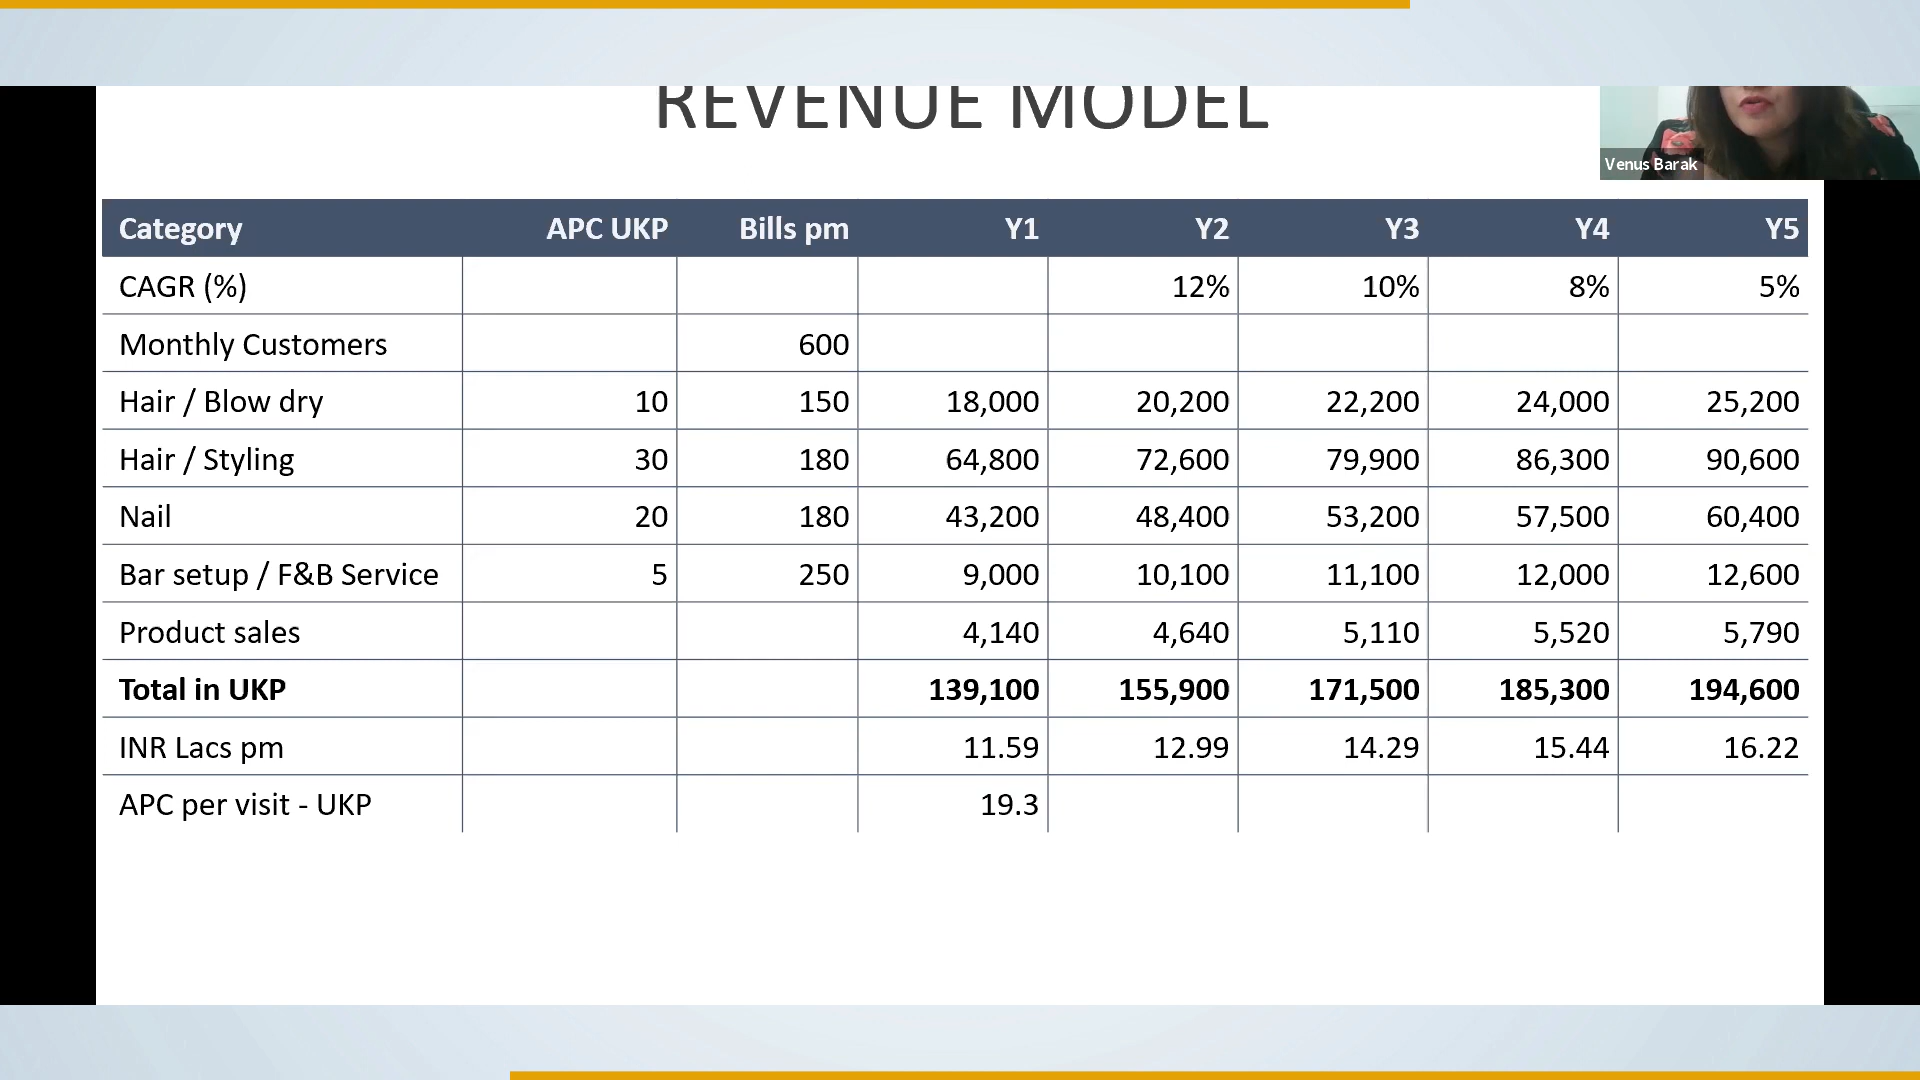 REVENUE MODEL
Venus Barak
Category APC UKP Bills pm Y1 Y2 Y3 Y4 Y5
CAGR (%) 12% 10% 8% 5%
Monthly Customers 600
Hair / Blow dry 10 150 18,000 20,200 22,200 24,000 25,200
Hair / Styling 30 180 64,800 72,600 79,900 86,300 90,600
Nail 20 180 43,200 48,400 53,200 57,500 60,400
Bar setup / F&B Service 5 250 9,000 10,100 11,100 12,000 12,600
Product sales 4,140 4,640 5,110 5,520 5,790
Total in UKP 139,100 155,900 171,500 185,300 194,600
INR Lacs pm 11.59 12.99 14.29 15.44 16.22
APC per visit - UKP 19.3